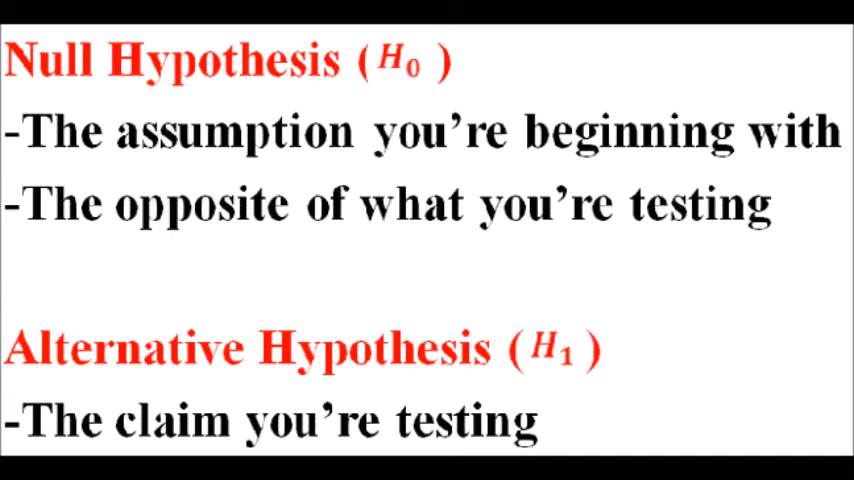 Null Hypothesis ( H₀ )
-The assumption you're beginning with
-The opposite of what you're testing
Alternative Hypothesis ( H₁ )
-The claim you're testing